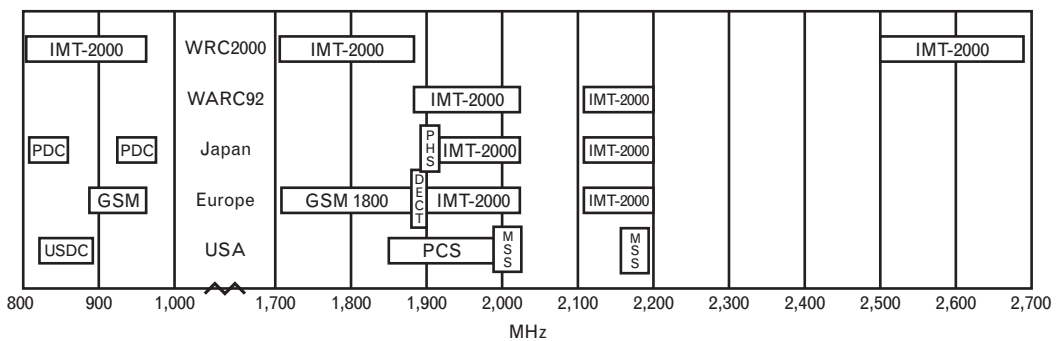 IMT-2000 WRC2000 IMT-2000 IMT-2000
WARC92 IMT-2000 IMT-2000
PDC PDC Japan PHS IMT-2000 IMT-2000
GSM Europe GSM 1800 DECT IMT-2000 IMT-2000
USDC USA PCS MSS MSS
800 900 1,000 1,700 1,800 1,900 2,000 2,100 2,200 2,300 2,400 2,500 2,600 2,700
MHz